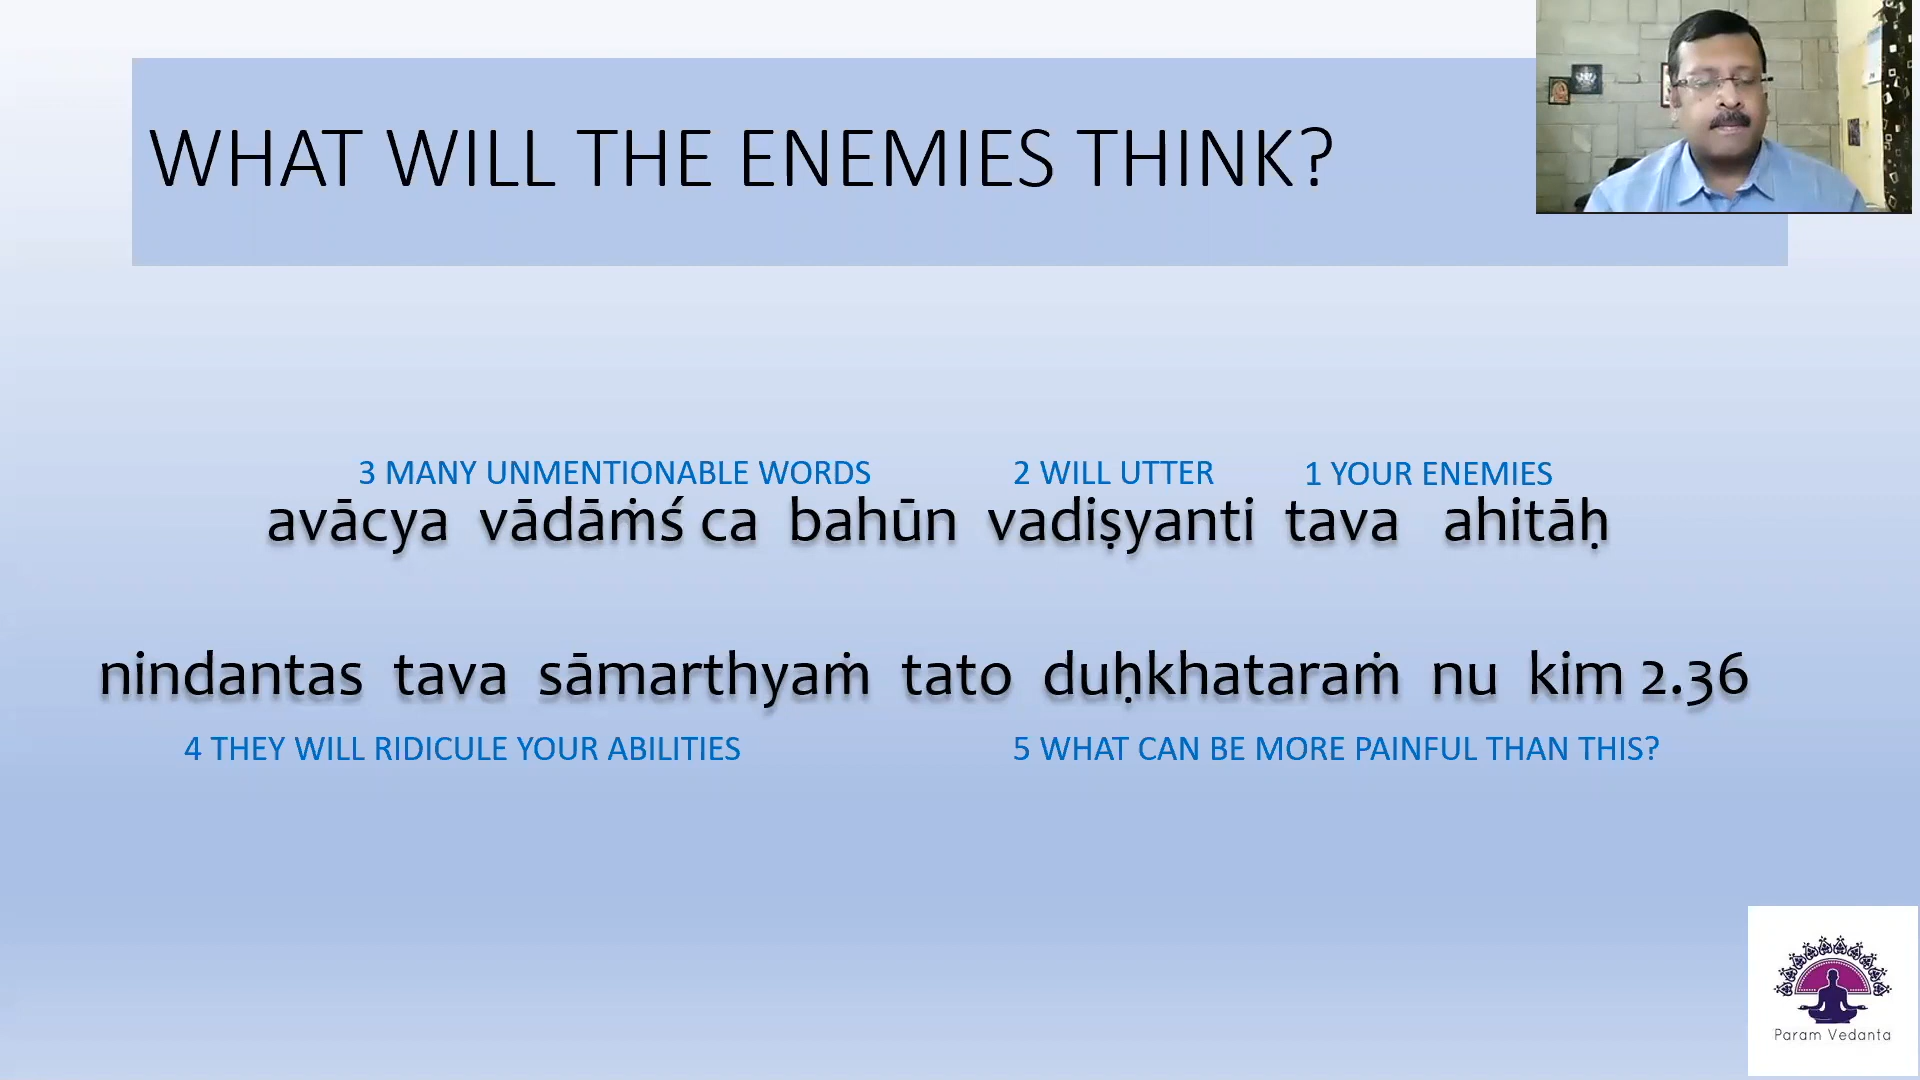 WHAT WILL THE ENEMIES THINK?
3 MANY UNMENTIONABLE WORDS 2 WILL UTTER 1 YOUR ENEMIES
avācya vādāṁś ca bahūn vadiṣyanti tava ahitāḥ
nindantas tava sāmarthyaṁ tato duḥkhataraṁ nu kim 2.36
4 THEY WILL RIDICULE YOUR ABILITIES 5 WHAT CAN BE MORE PAINFUL THAN THIS?
Param Vedanta